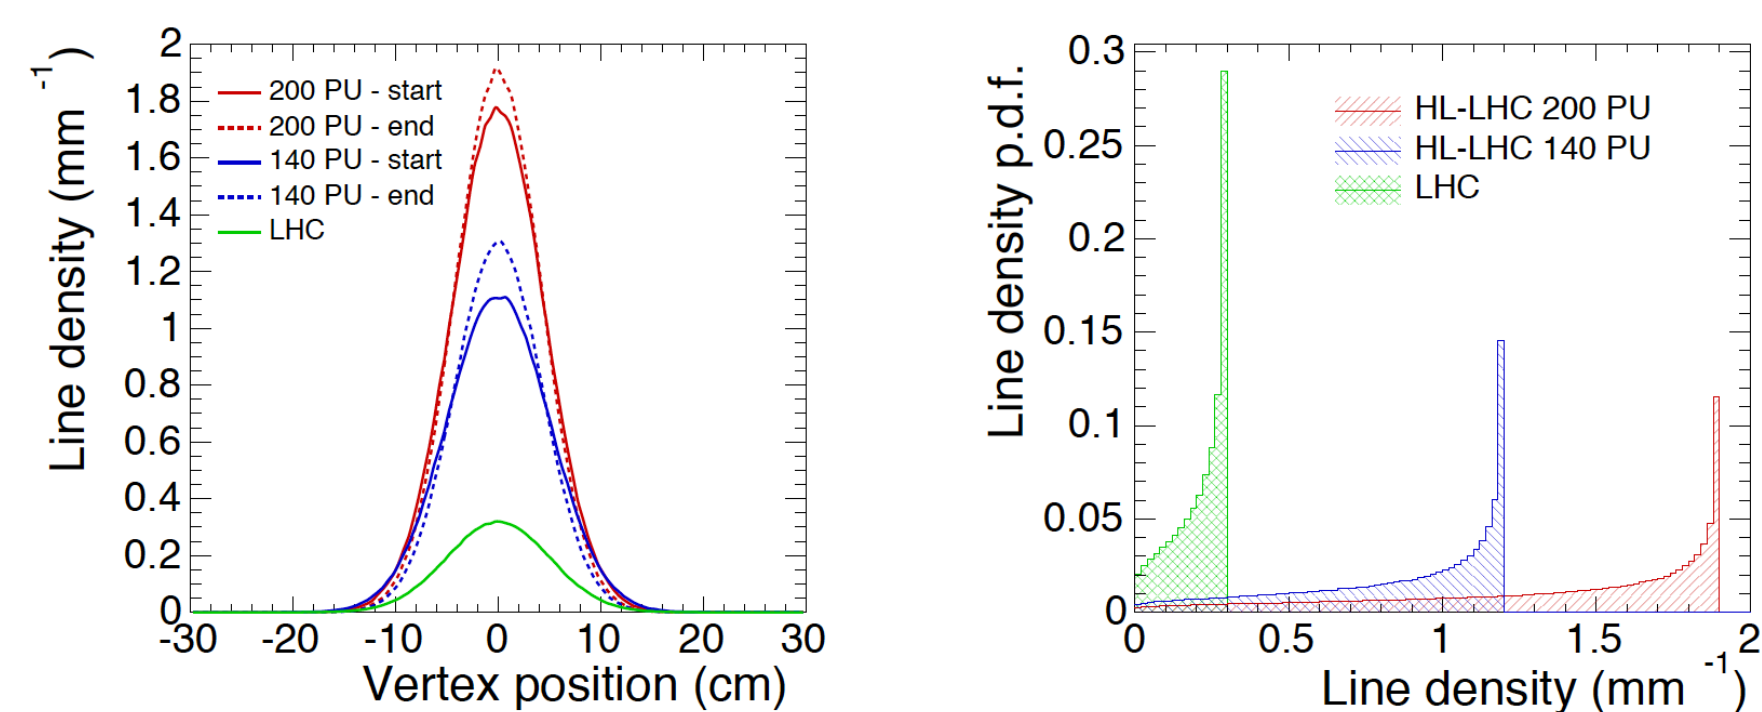 Line density (mm -1)
2
1.8
1.6
1.4
1.2
1
0.8
0.6
0.4
0.2
0
200 PU - start
200 PU - end
140 PU - start
140 PU - end
LHC
-30 -20 -10 0 10 20 30
Vertex position (cm)
Line density p.d.f.
0.3
0.25
0.2
0.15
0.1
0.05
0
HL-LHC 200 PU
HL-LHC 140 PU
LHC
0 0.5 1 1.5 2
Line density (mm -1)